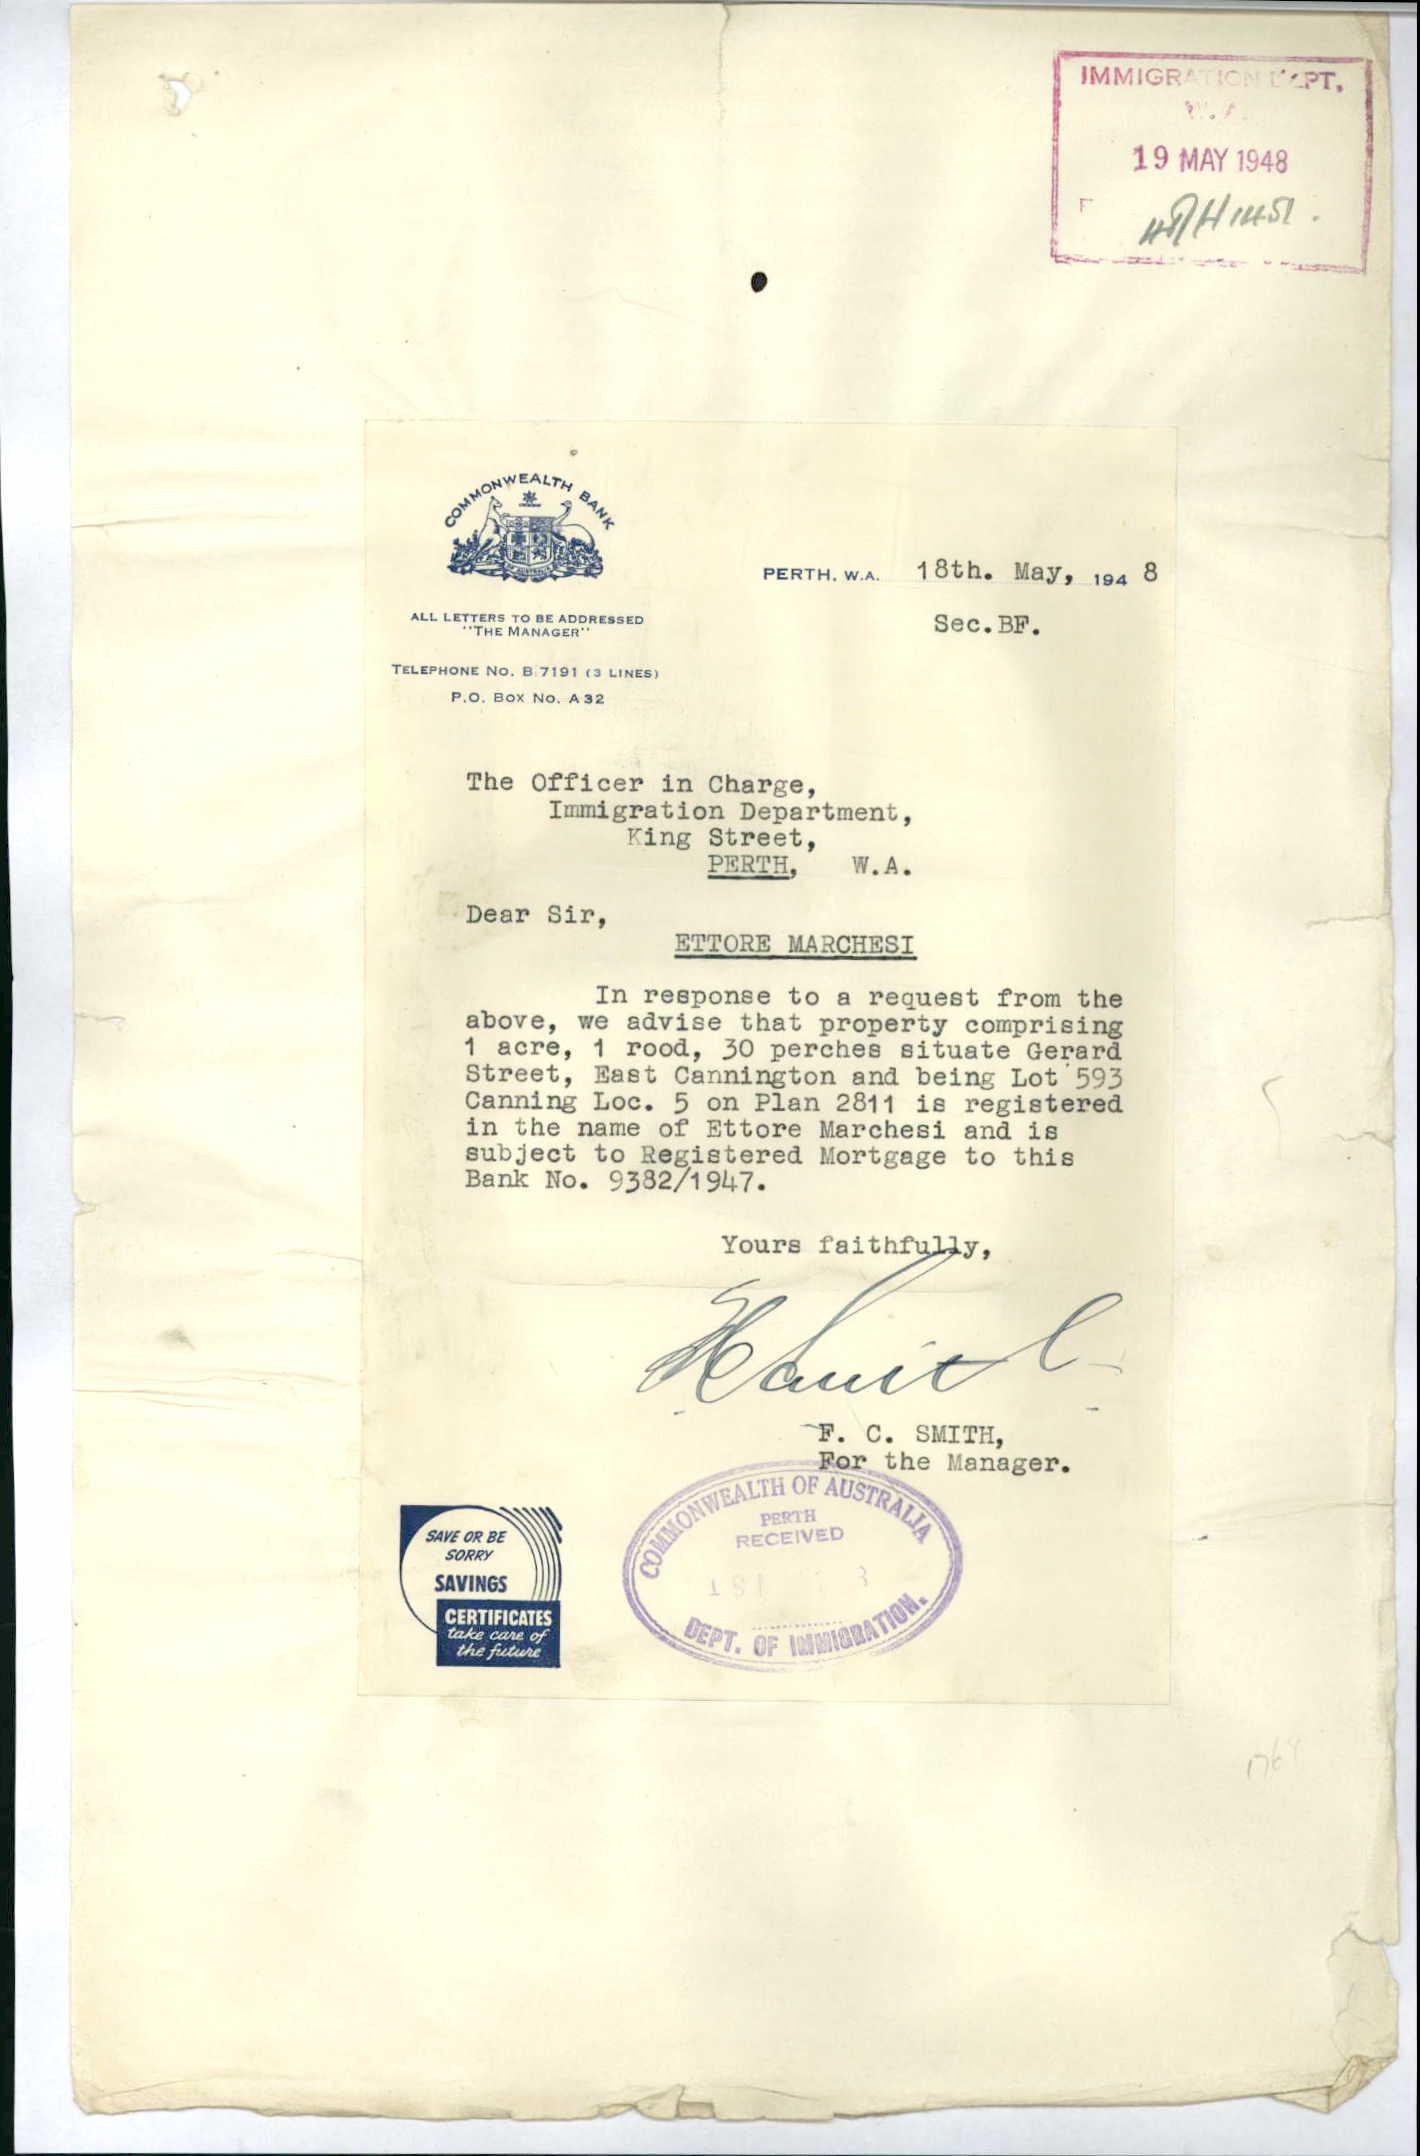 IMMIGRATION DEPT,
19 MAY 1948
COMMONWEALTH BANK
OF AUSTRALIA
PERTH, W.A. 18th. May, 1948
Sec.BF.
ALL LETTERS TO BE ADDRESSED
"THE MANAGER"
TELEPHONE No. B 7191 (3 LINES)
P.O. Box No. A 32
The Officer in Charge,
Immigration Department,
King Street,
PERTH, W.A.
Dear Sir,
ETTORE MARCHESI
In response to a request from the
above, we advise that property comprising
1 acre, 1 rood, 30 perches situate Gerard
Street, East Cannington and being Lot 593
Canning Loc. 5 on Plan 2811 is registered
in the name of Ettore Marchesi and is
subject to Registered Mortgage to this
Bank No. 9382/1947.
Yours faithfully,
F. C. SMITH,
For the Manager.
COMMONWEALTH OF AUSTRALIA
PERTH
RECEIVED
DEPT. OF IMMIGRATION.
SAVE OR BE
SORRY
SAVINGS
CERTIFICATES
take care of
the future